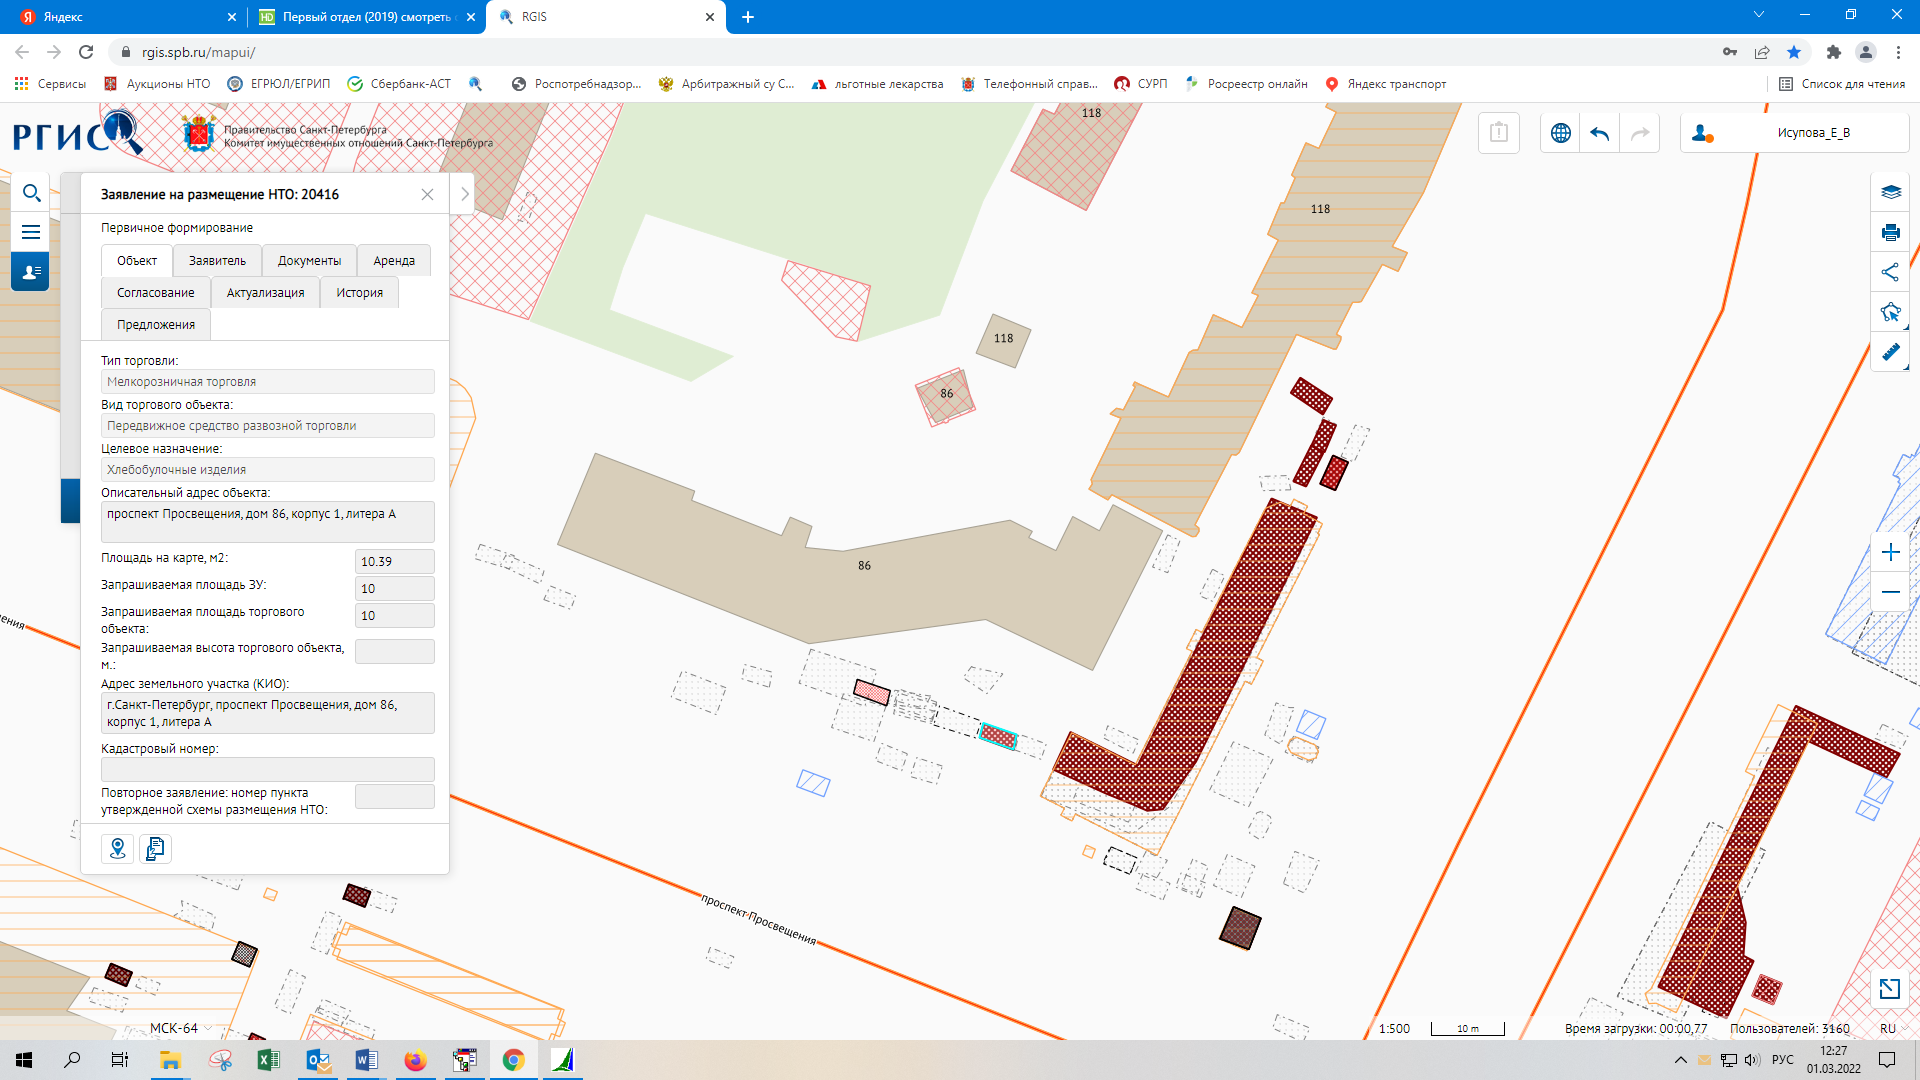 Яндекс
Первый отдел (2019) смотреть
RGIS
rgis.spb.ru/mapui/
Сервисы
Аукционы НТО
ЕГРЮЛ/ЕГРИП
Сбербанк-АСТ
Роспотребнадзор...
Арбитражный су С...
льготные лекарства
Телефонный справ...
СУРП
Росреестр онлайн
Яндекс транспорт
Список для чтения
РГИС
Правительство Санкт-Петербурга
Комитет имущественных отношений Санкт-Петербурга
Исупова_Е_В
Заявление на размещение НТО: 20416
Первичное формирование
Объект
Заявитель
Документы
Аренда
Согласование
Актуализация
История
Предложения
Тип торговли:
Мелкорозничная торговля
Вид торгового объекта:
Передвижное средство развозной торговли
Целевое назначение:
Хлебобулочные изделия
Описательный адрес объекта:
проспект Просвещения, дом 86, корпус 1, литера А
Площадь на карте, м2:
10.39
Запрашиваемая площадь ЗУ:
10
Запрашиваемая площадь торгового
объекта:
10
Запрашиваемая высота торгового объекта,
м.:
Адрес земельного участка (КИО):
г.Санкт-Петербург, проспект Просвещения, дом 86,
корпус 1, литера А
Кадастровый номер:
Повторное заявление: номер пункта
утвержденной схемы размещения НТО:
118
118
118
86
86
ения
проспект Просвещения
МСК-64
1:500
10 m
Время загрузки: 00:00,77
Пользователей: 3160
RU
РУС
12:27
01.03.2022